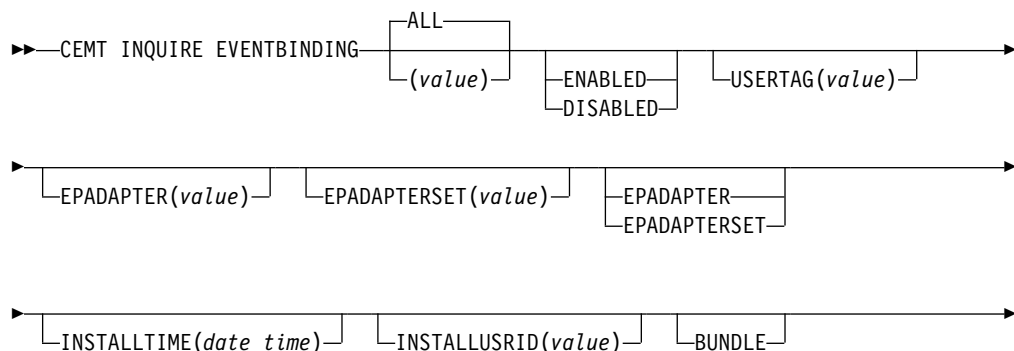 ALL
CEMT INQUIRE EVENTBINDING
(value)
ENABLED
DISABLED
USERTAG(value)
EPADAPTER(value)
EPADAPTERSET(value)
EPADAPTER
EPADAPTERSET
INSTALLTIME(date time)
INSTALLUSRID(value)
BUNDLE